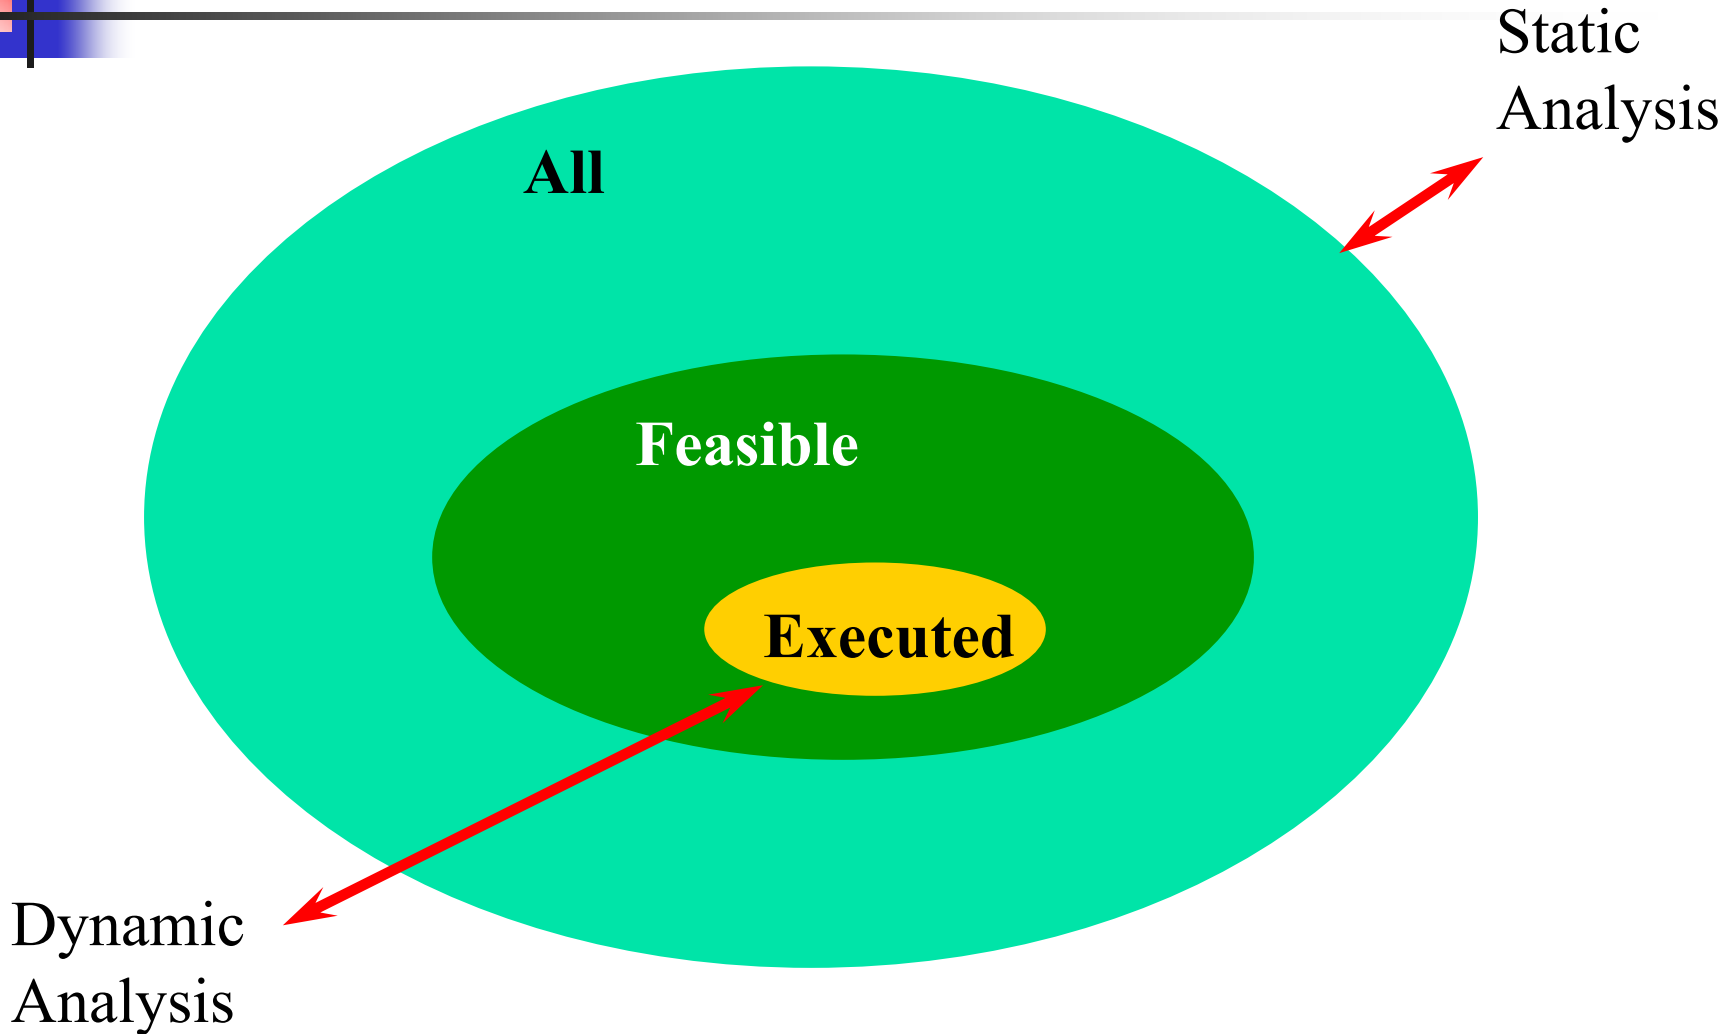 Static
Analysis
All
Feasible
Executed
Dynamic
Analysis